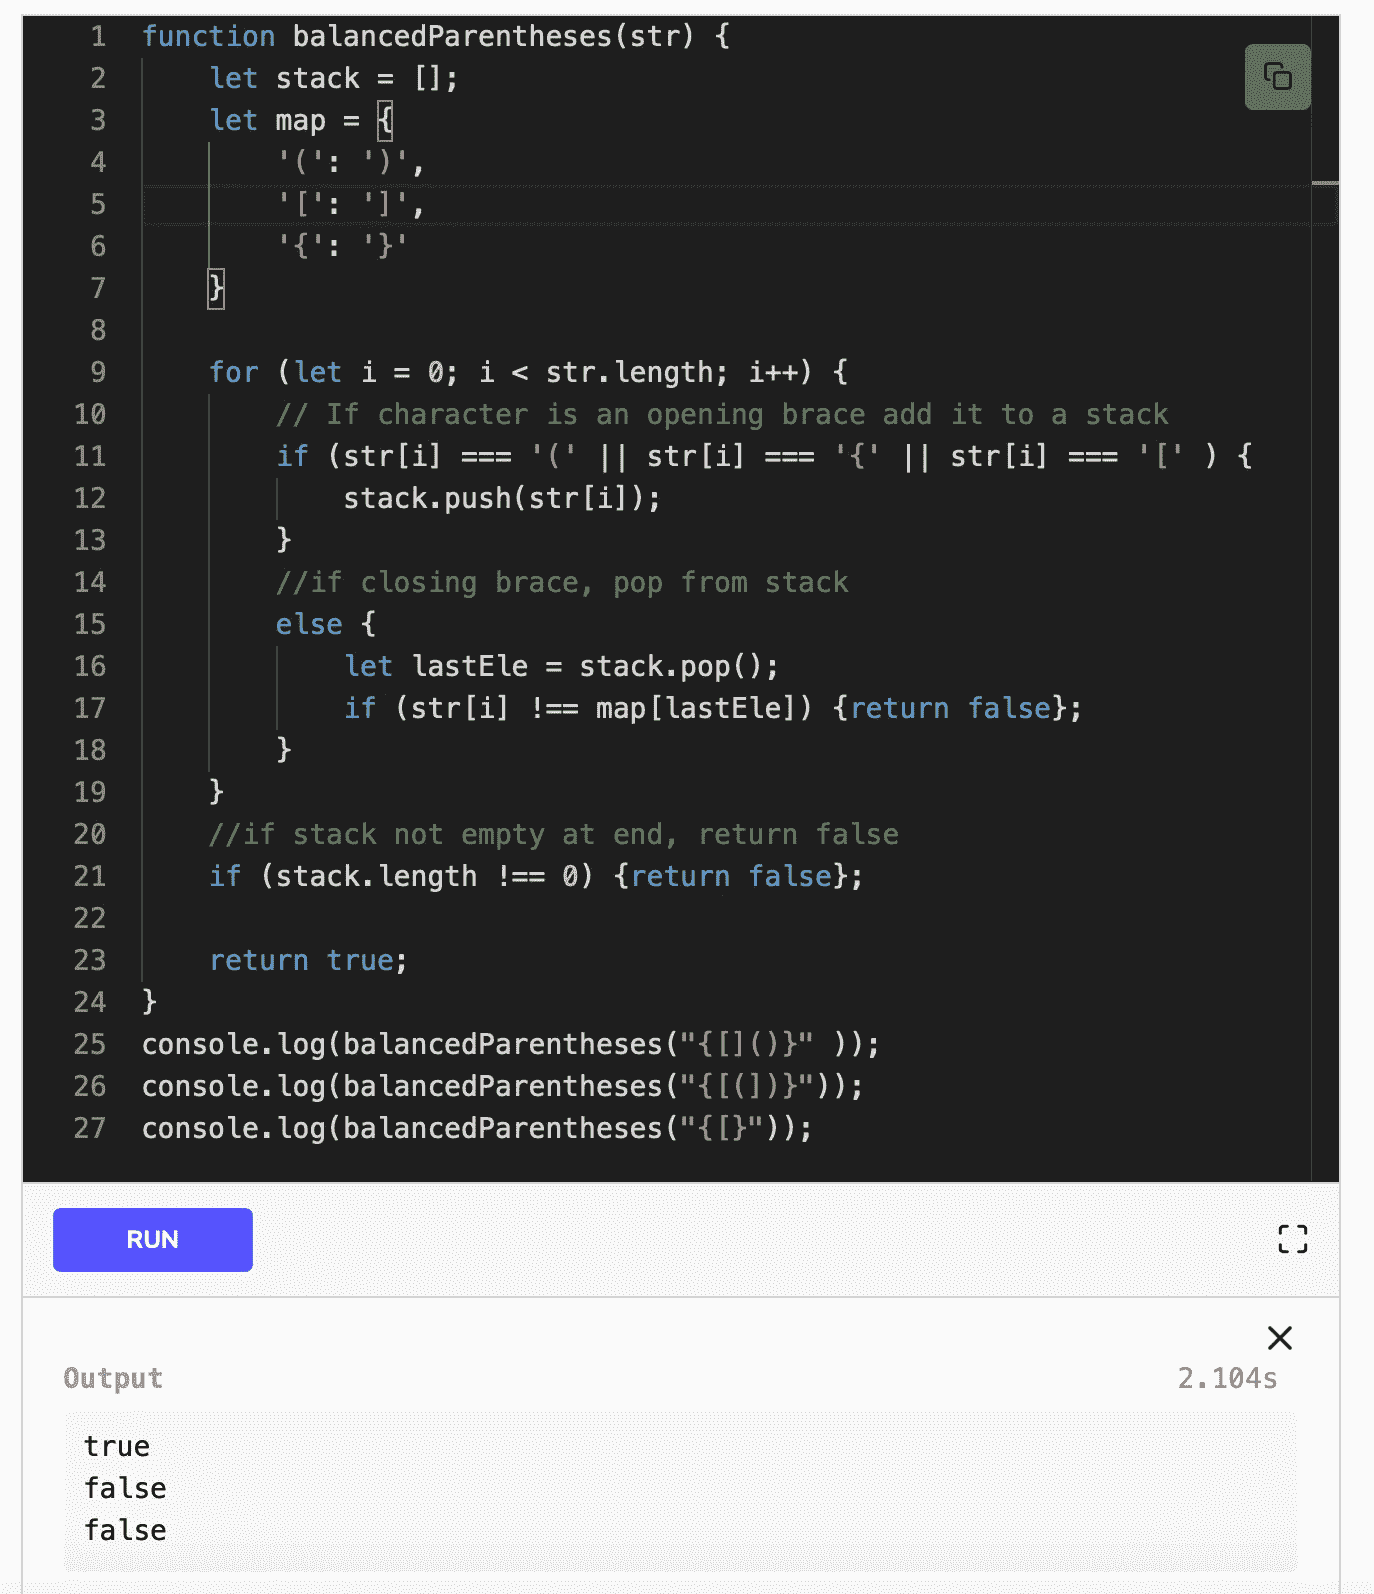 1 function balancedParentheses(str) {
2 let stack = [];
3 let map = {
4 '(': ')',
5 '[': ']',
6 '{': '}'
7 }
8
9 for (let i = 0; i < str.length; i++) {
10 // If character is an opening brace add it to a stack
11 if (str[i] === '(' || str[i] === '{' || str[i] === '[' ) {
12 stack.push(str[i]);
13 }
14 //if closing brace, pop from stack
15 else {
16 let lastEle = stack.pop();
17 if (str[i] !== map[lastEle]) {return false};
18 }
19 }
20 //if stack not empty at end, return false
21 if (stack.length !== 0) {return false};
22
23 return true;
24 }
25 console.log(balancedParentheses("{[]()}" ));
26 console.log(balancedParentheses("{[(])}"));
27 console.log(balancedParentheses("{[}"));
RUN
Output 2.104s
true
false
false